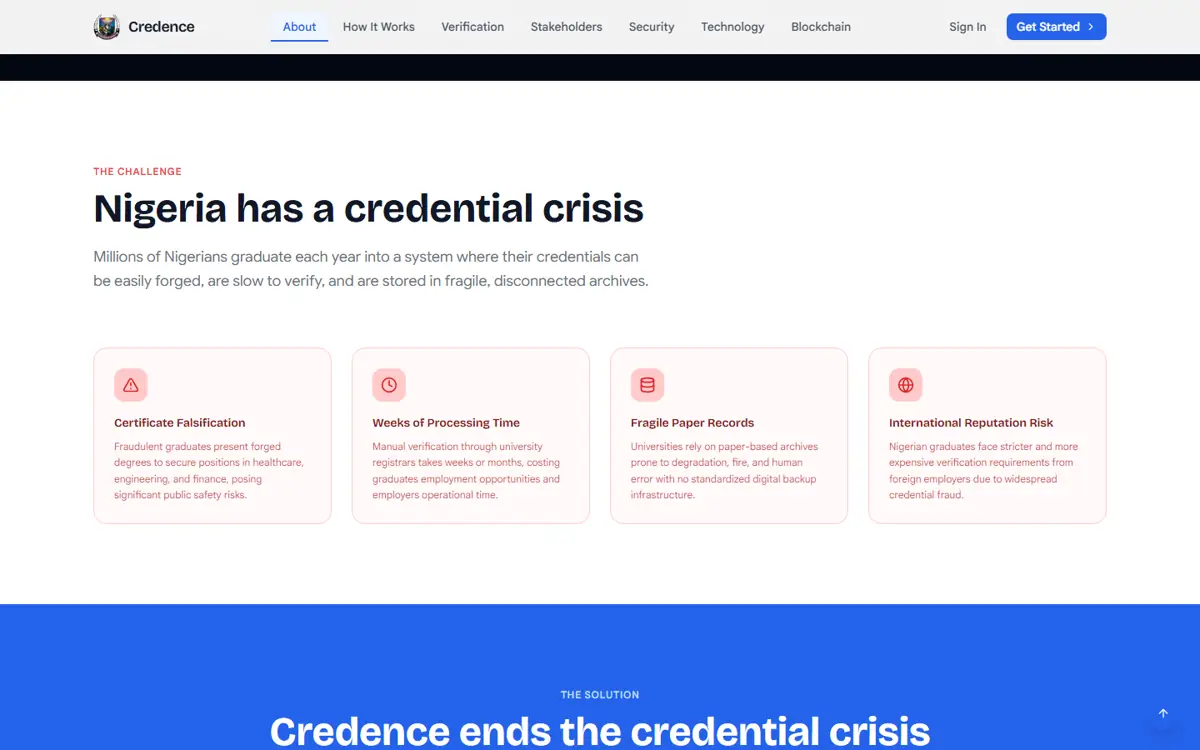 Credence
About
How It Works
Verification
Stakeholders
Security
Technology
Blockchain
Sign In
Get Started
THE CHALLENGE
Nigeria has a credential crisis
Millions of Nigerians graduate each year into a system where their credentials can
be easily forged, are slow to verify, and are stored in fragile, disconnected archives.
Certificate Falsification
Fraudulent graduates present forged
degrees to secure positions in healthcare,
engineering, and finance, posing
significant public safety risks.
Weeks of Processing Time
Manual verification through university
registrars takes weeks or months, costing
graduates employment opportunities and
employers operational time.
Fragile Paper Records
Universities rely on paper-based archives
prone to degradation, fire, and human
error with no standardized digital backup
infrastructure.
International Reputation Risk
Nigerian graduates face stricter and more
expensive verification requirements from
foreign employers due to widespread
credential fraud.
THE SOLUTION
Credence ends the credential crisis